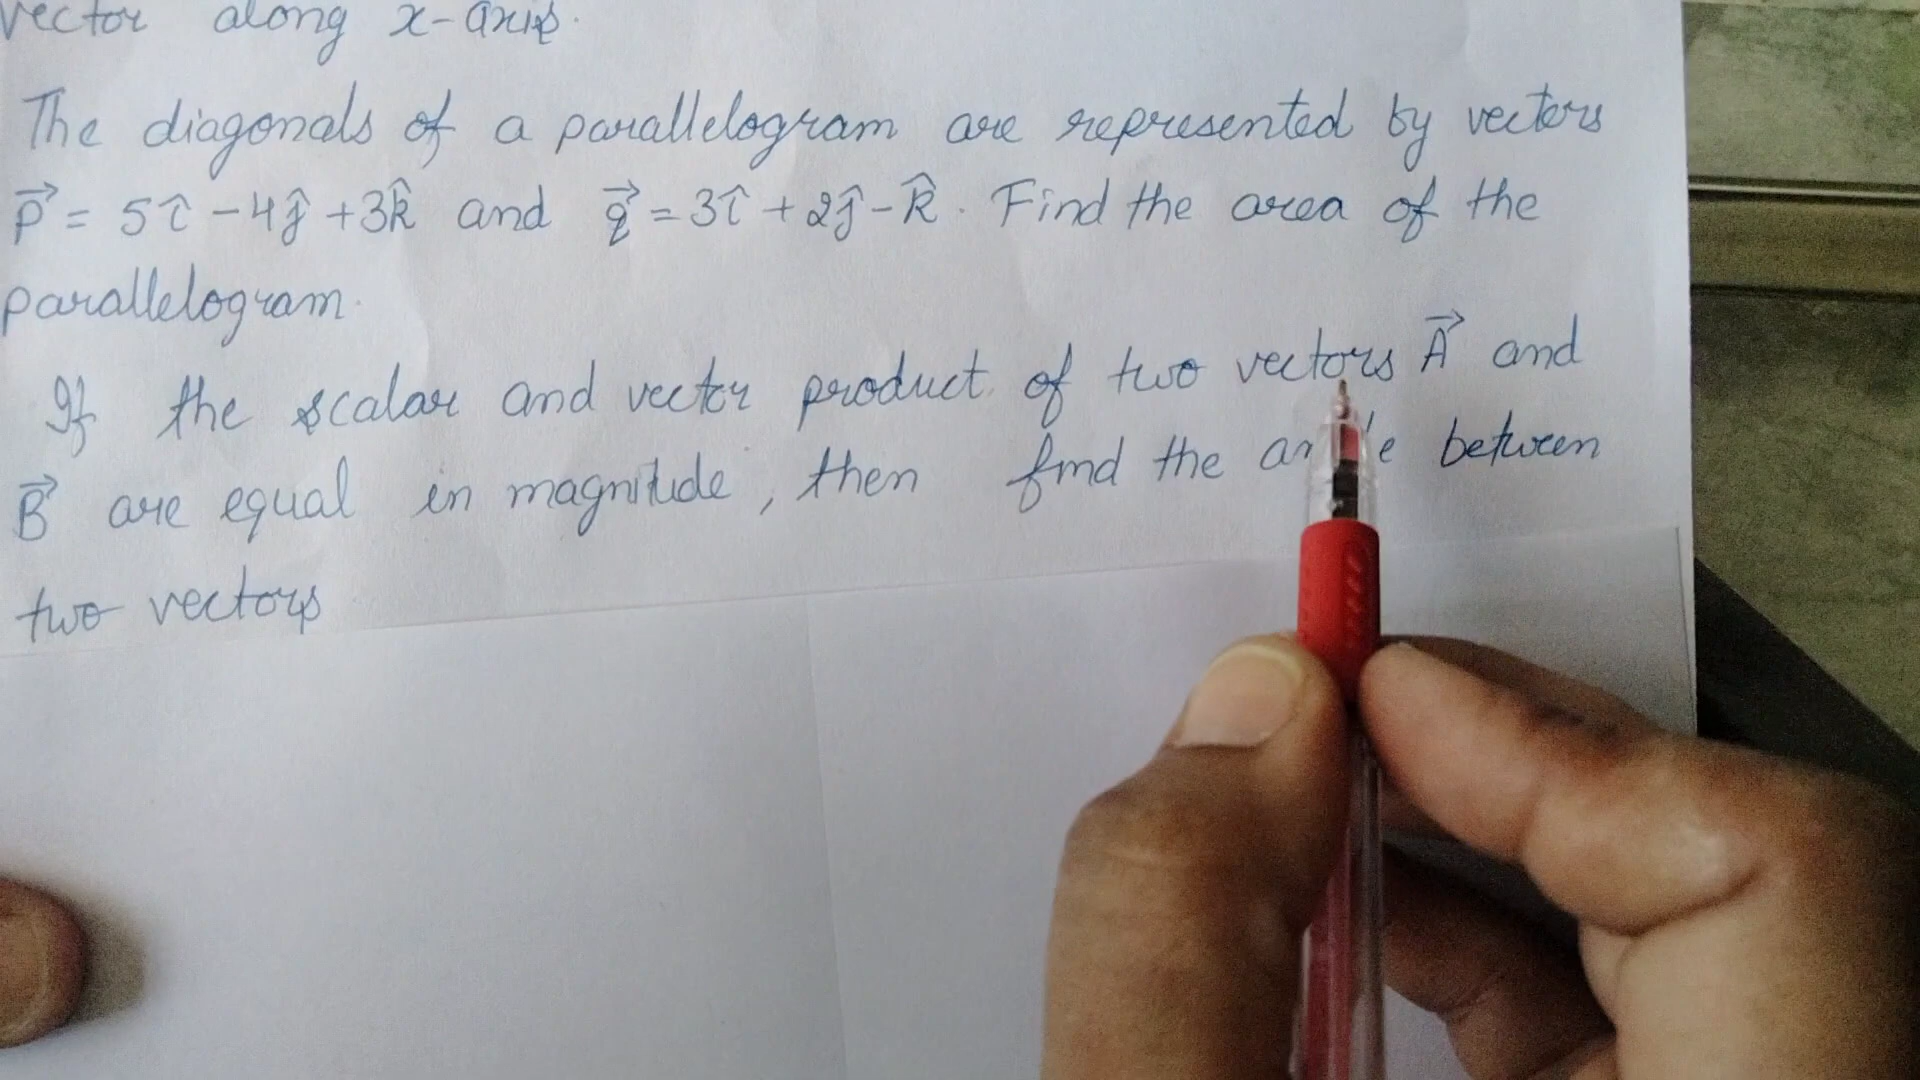 vector along x-axis.
The diagonals of a parallelogram are represented by vectors
p⃗ = 5î - 4ĵ + 3k̂ and q⃗ = 3î + 2ĵ - k̂. Find the area of the
parallelogram.
If the scalar and vector product of two vectors A⃗ and
B⃗ are equal in magnitude, then find the between
two vectors